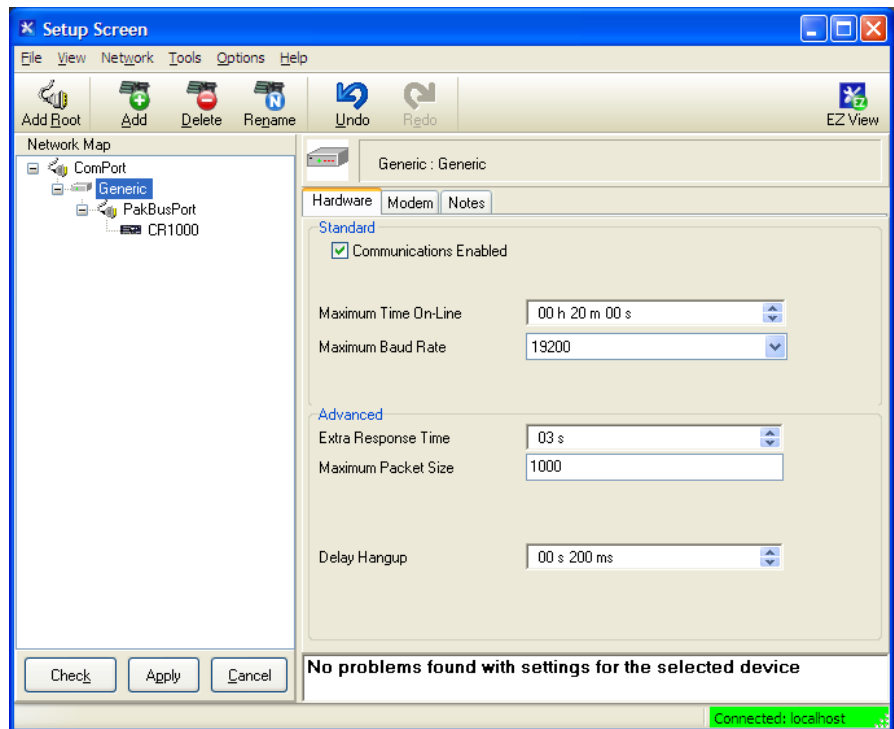 Setup Screen
File View Network Tools Options Help
Add Root Add Delete Rename Undo Redo EZ View
Network Map
ComPort
Generic
PakBusPort
CR1000
Generic : Generic
Hardware Modem Notes
Standard
Communications Enabled
Maximum Time On-Line 00 h 20 m 00 s
Maximum Baud Rate 19200
Advanced
Extra Response Time 03 s
Maximum Packet Size 1000
Delay Hangup 00 s 200 ms
Check Apply Cancel
No problems found with settings for the selected device
Connected: localhost